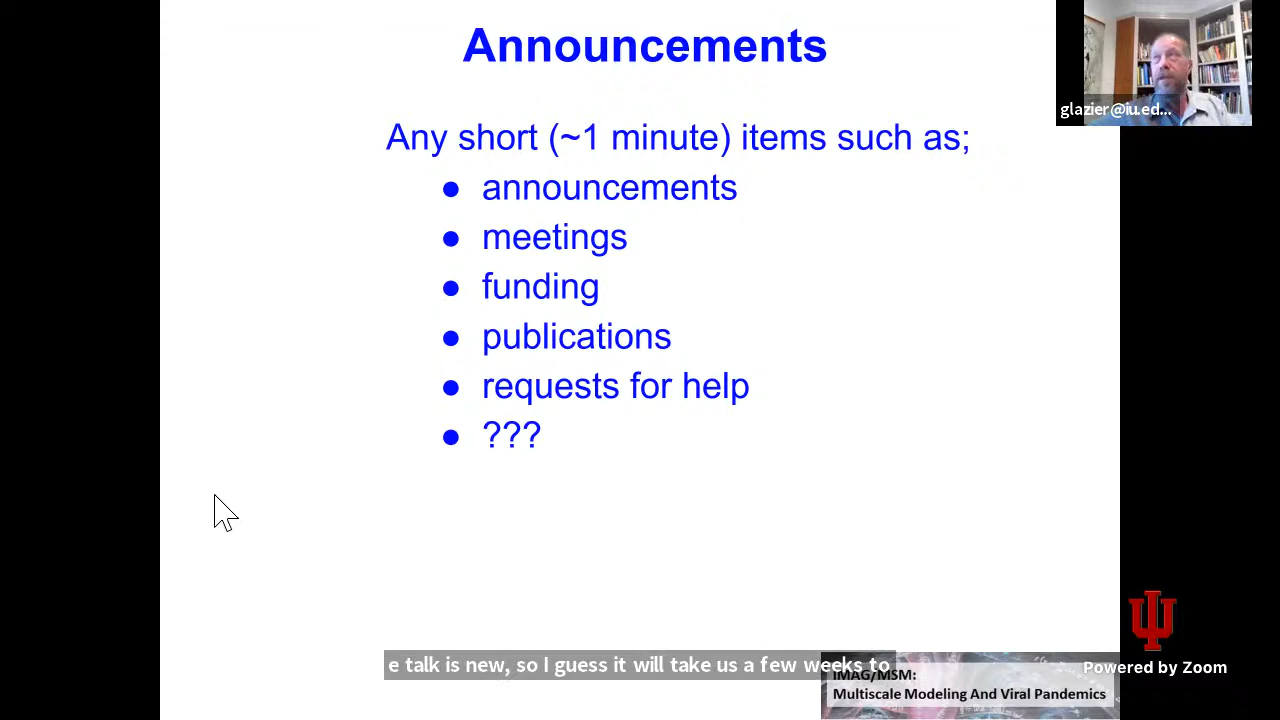 Announcements
glazier@iu.ed...
Any short (~1 minute) items such as;
● announcements
● meetings
● funding
● publications
● requests for help
● ???
e talk is new, so I guess it will take us a few weeks to
IMAG/MSM:
Multiscale Modeling And Viral Pandemics
Powered by Zoom